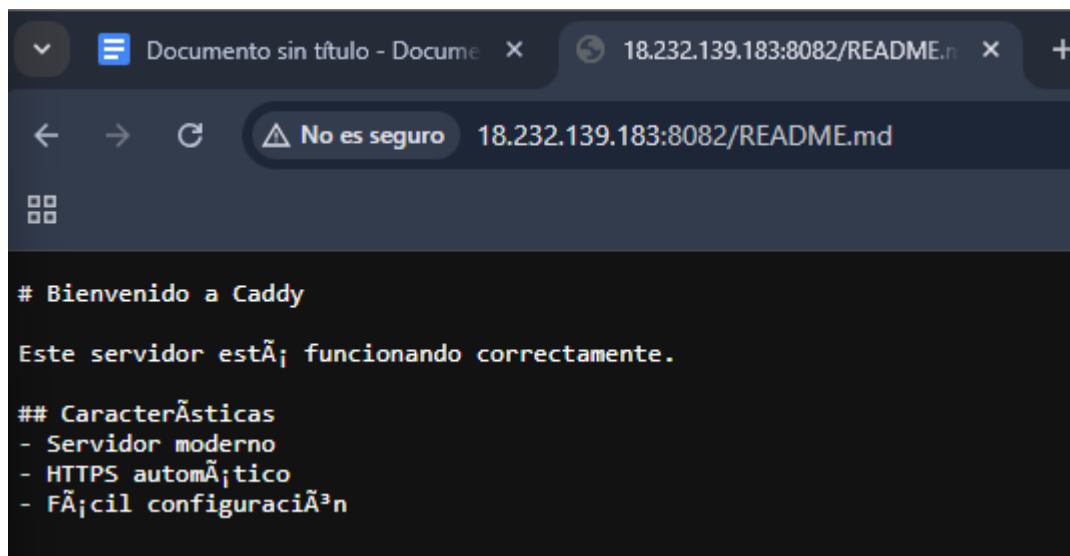 Documento sin título - Docume
18.232.139.183:8082/README.n
No es seguro 18.232.139.183:8082/README.md
# Bienvenido a Caddy
Este servidor estÃ¡ funcionando correctamente.
## CaracterÃsticas
- Servidor moderno
- HTTPS automÃ¡tico
- FÃ¡cil configuraciÃ³n